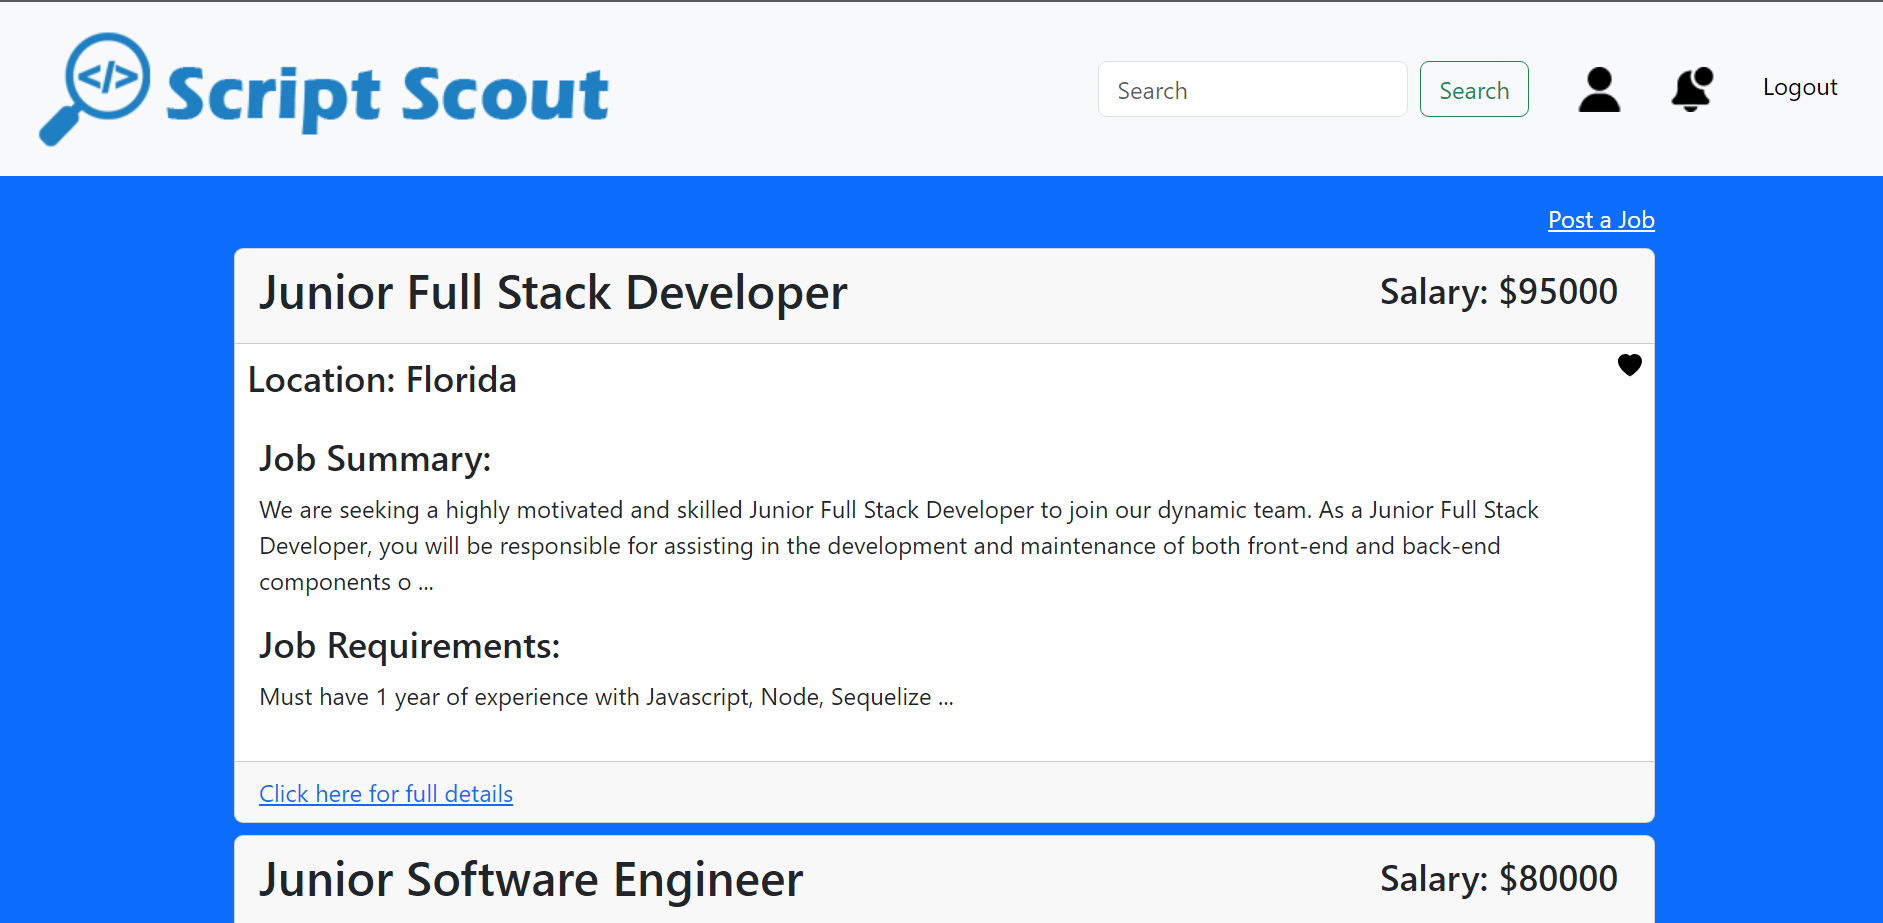 </> Script Scout
Search
Search
Logout
Post a Job
Junior Full Stack Developer
Salary: $95000
Location: Florida
Job Summary:
We are seeking a highly motivated and skilled Junior Full Stack Developer to join our dynamic team. As a Junior Full Stack
Developer, you will be responsible for assisting in the development and maintenance of both front-end and back-end
components o ...
Job Requirements:
Must have 1 year of experience with Javascript, Node, Sequelize ...
Click here for full details
Junior Software Engineer
Salary: $80000